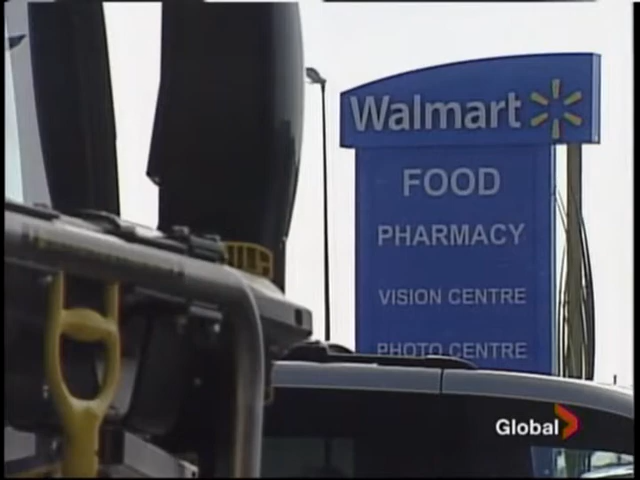 Walmart
FOOD
PHARMACY
VISION CENTRE
PHOTO CENTRE
Global